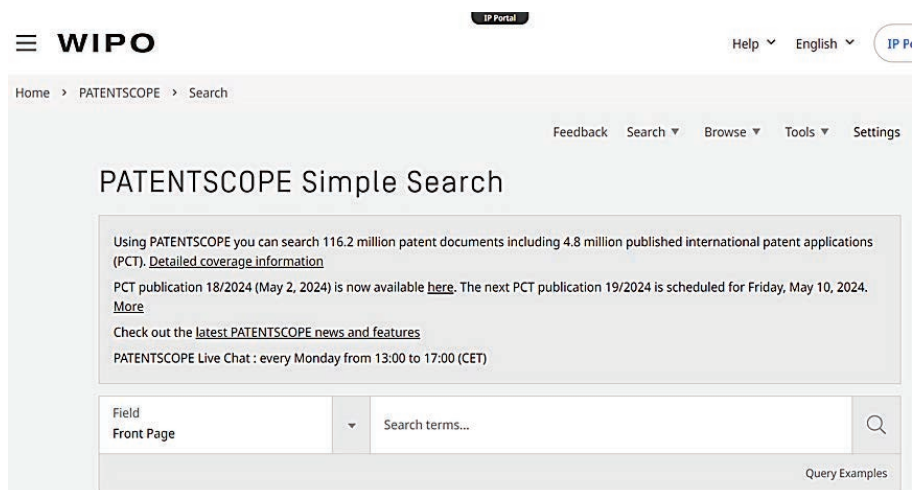 IP Portal
WIPO
Help
English
IP
Home > PATENTSCOPE > Search
Feedback Search Browse Tools Settings
PATENTSCOPE Simple Search
Using PATENTSCOPE you can search 116.2 million patent documents including 4.8 million published international patent applications
(PCT). Detailed coverage information
PCT publication 18/2024 (May 2, 2024) is now available here. The next PCT publication 19/2024 is scheduled for Friday, May 10, 2024.
More
Check out the latest PATENTSCOPE news and features
PATENTSCOPE Live Chat : every Monday from 13:00 to 17:00 (CET)
Field
Front Page
Search terms...
Query Examples